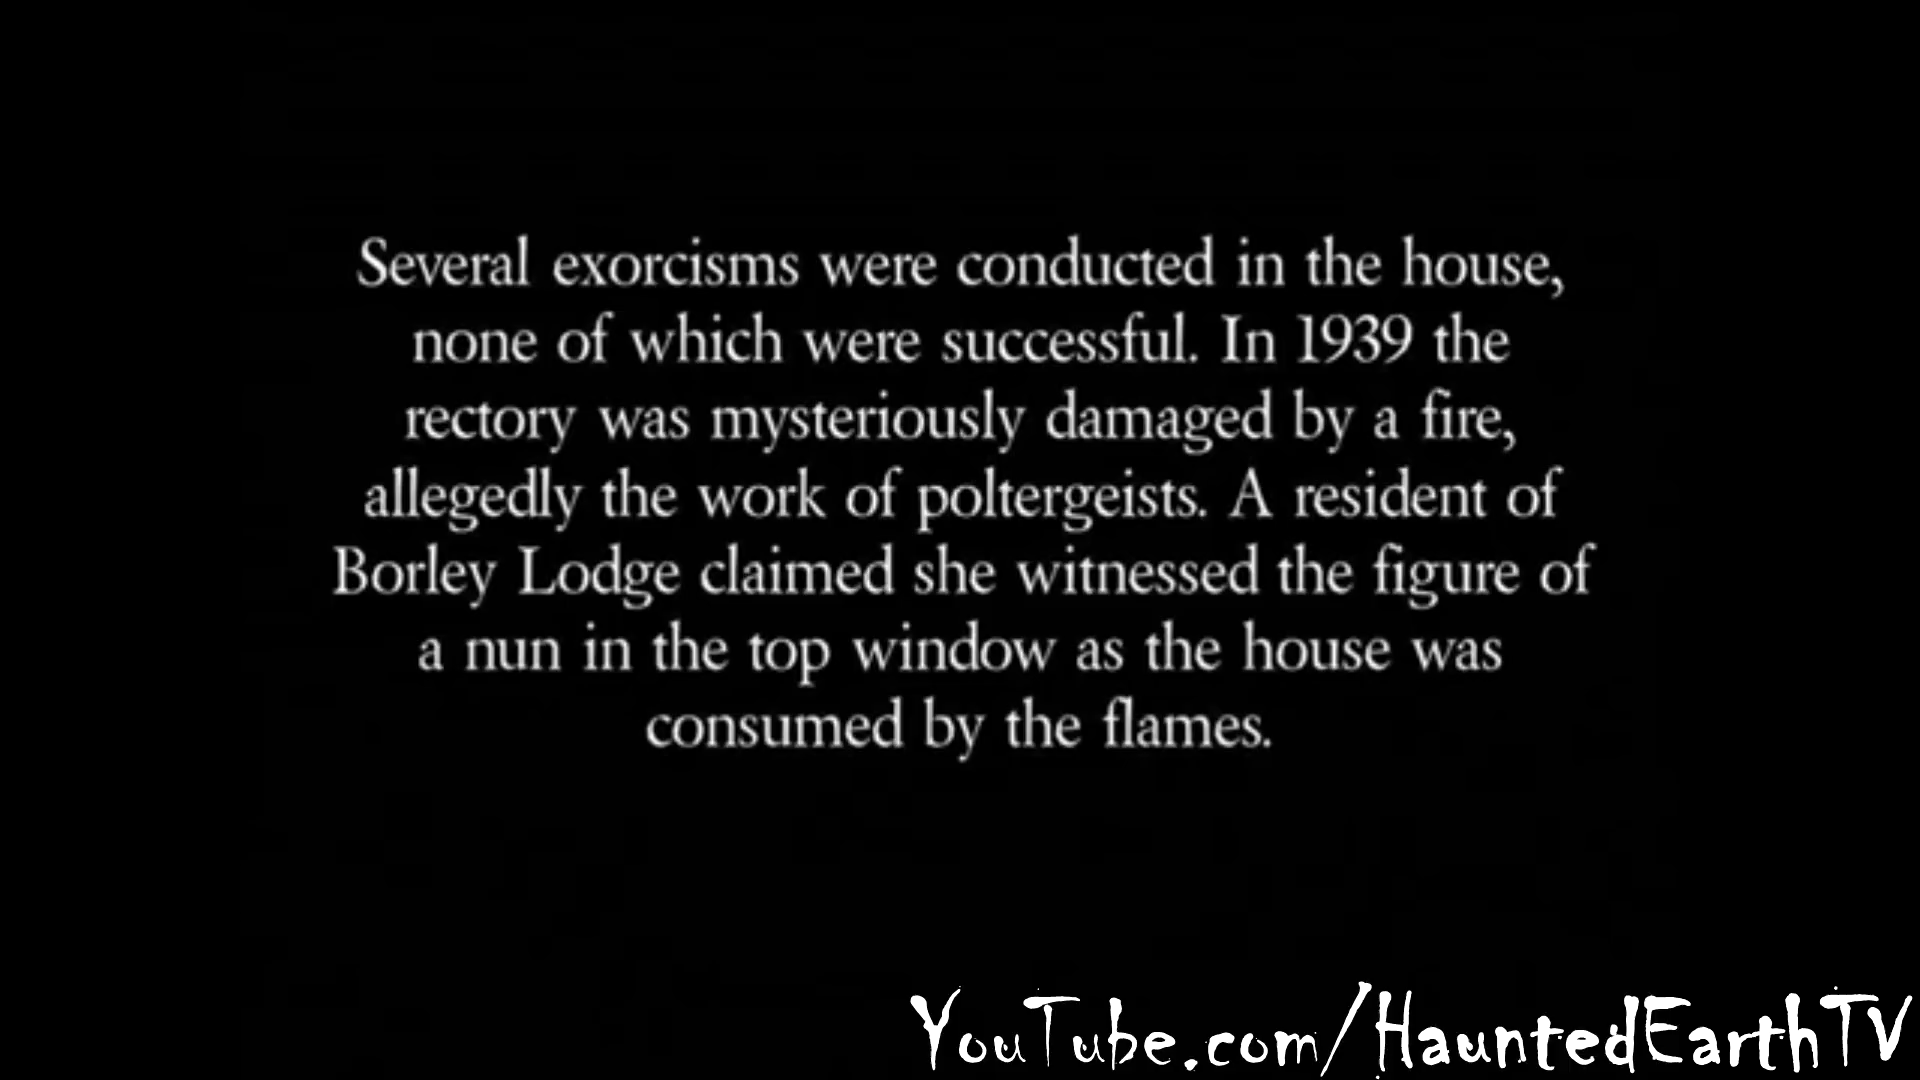 Several exorcisms were conducted in the house,
none of which were successful. In 1939 the
rectory was mysteriously damaged by a fire,
allegedly the work of poltergeists. A resident of
Borley Lodge claimed she witnessed the figure of
a nun in the top window as the house was
consumed by the flames.
YouTube.com/HauntedEarthTV